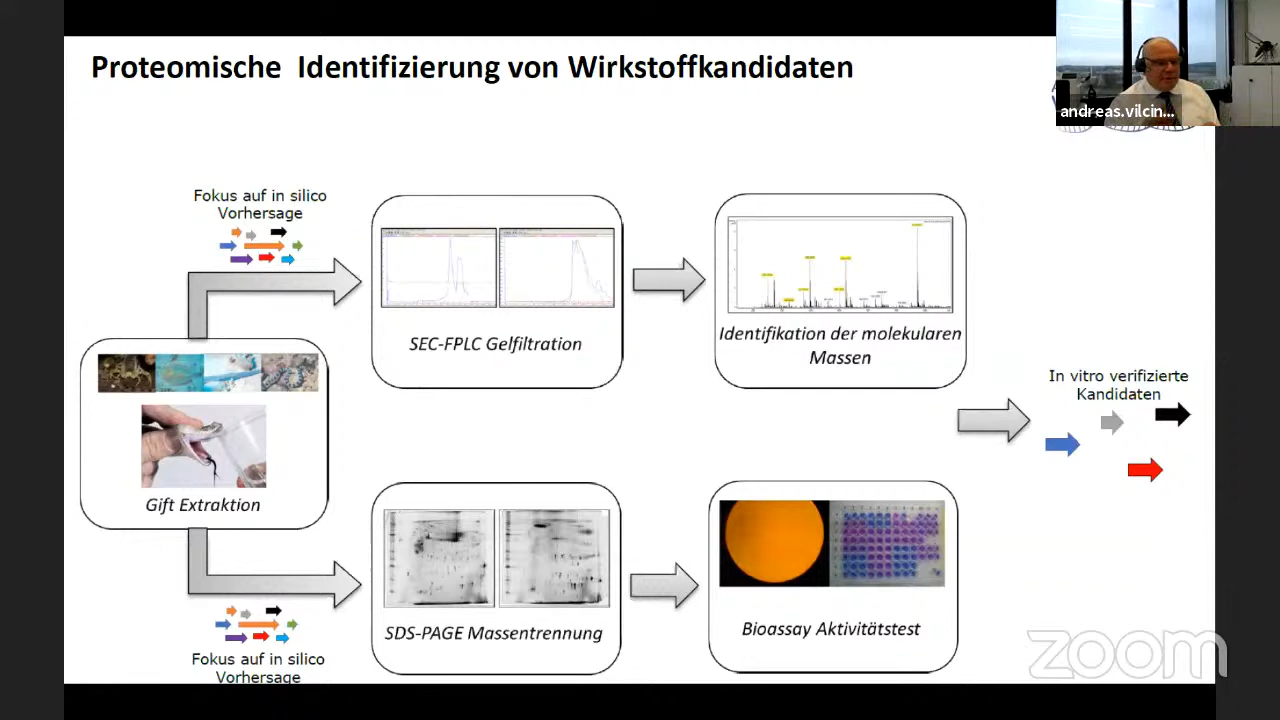 Proteomische Identifizierung von Wirkstoffkandidaten
andreas.vilcin...
Fokus auf in silico
Vorhersage
SEC-FPLC Gelfiltration
Identifikation der molekularen
Massen
In vitro verifizierte
Kandidaten
Gift Extraktion
SDS-PAGE Massentrennung
Bioassay Aktivitätstest
Fokus auf in silico
Vorhersage
zoom